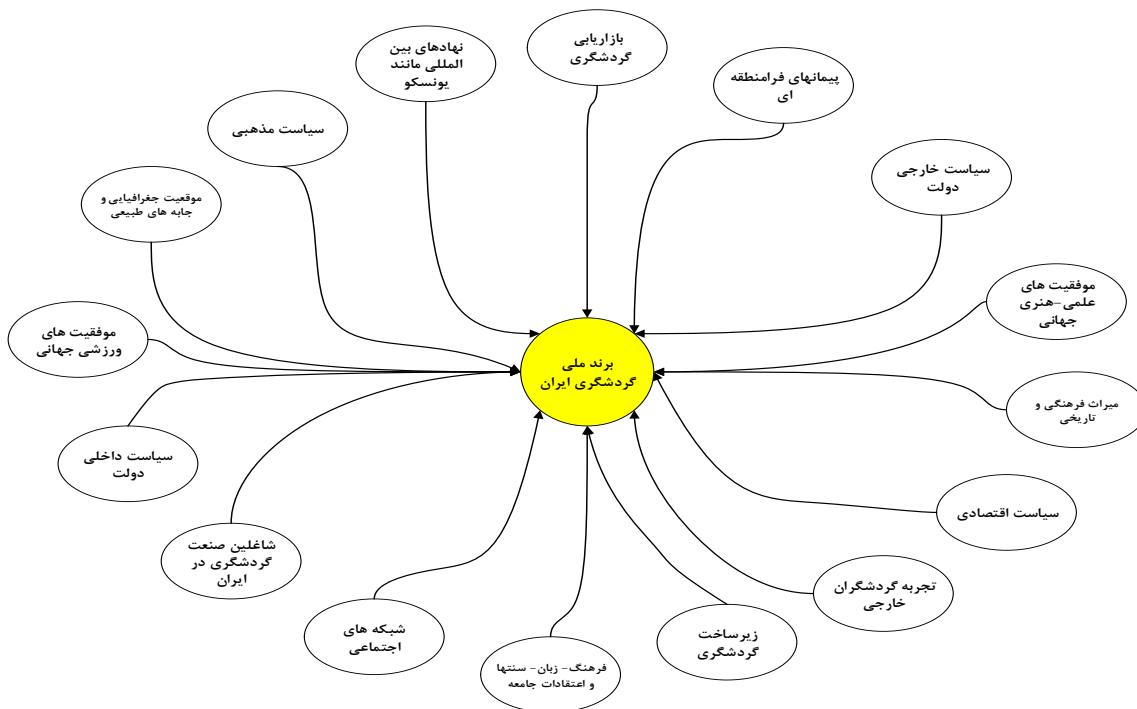 بازاریابی
گردشگری
نهادهای بین
المللی مانند
یونسکو
پیمانهای فرامنطقه
ای
سیاست مذهبی
سیاست خارجی
دولت
موقعیت جغرافیایی و
جابه های طبیعی
موفقیت های
علمی-هنری
جهانی
موفقیت های
ورزشی جهانی
برند ملی
گردشگری ایران
میراث فرهنگی و
تاریخی
سیاست داخلی
دولت
سیاست اقتصادی
شاغلین صنعت
گردشگری در
ایران
تجربه گردشگران
خارجی
شبکه های
اجتماعی
زیرساخت
گردشگری
فرهنگ- زبان- سنتها
و اعتقادات جامعه